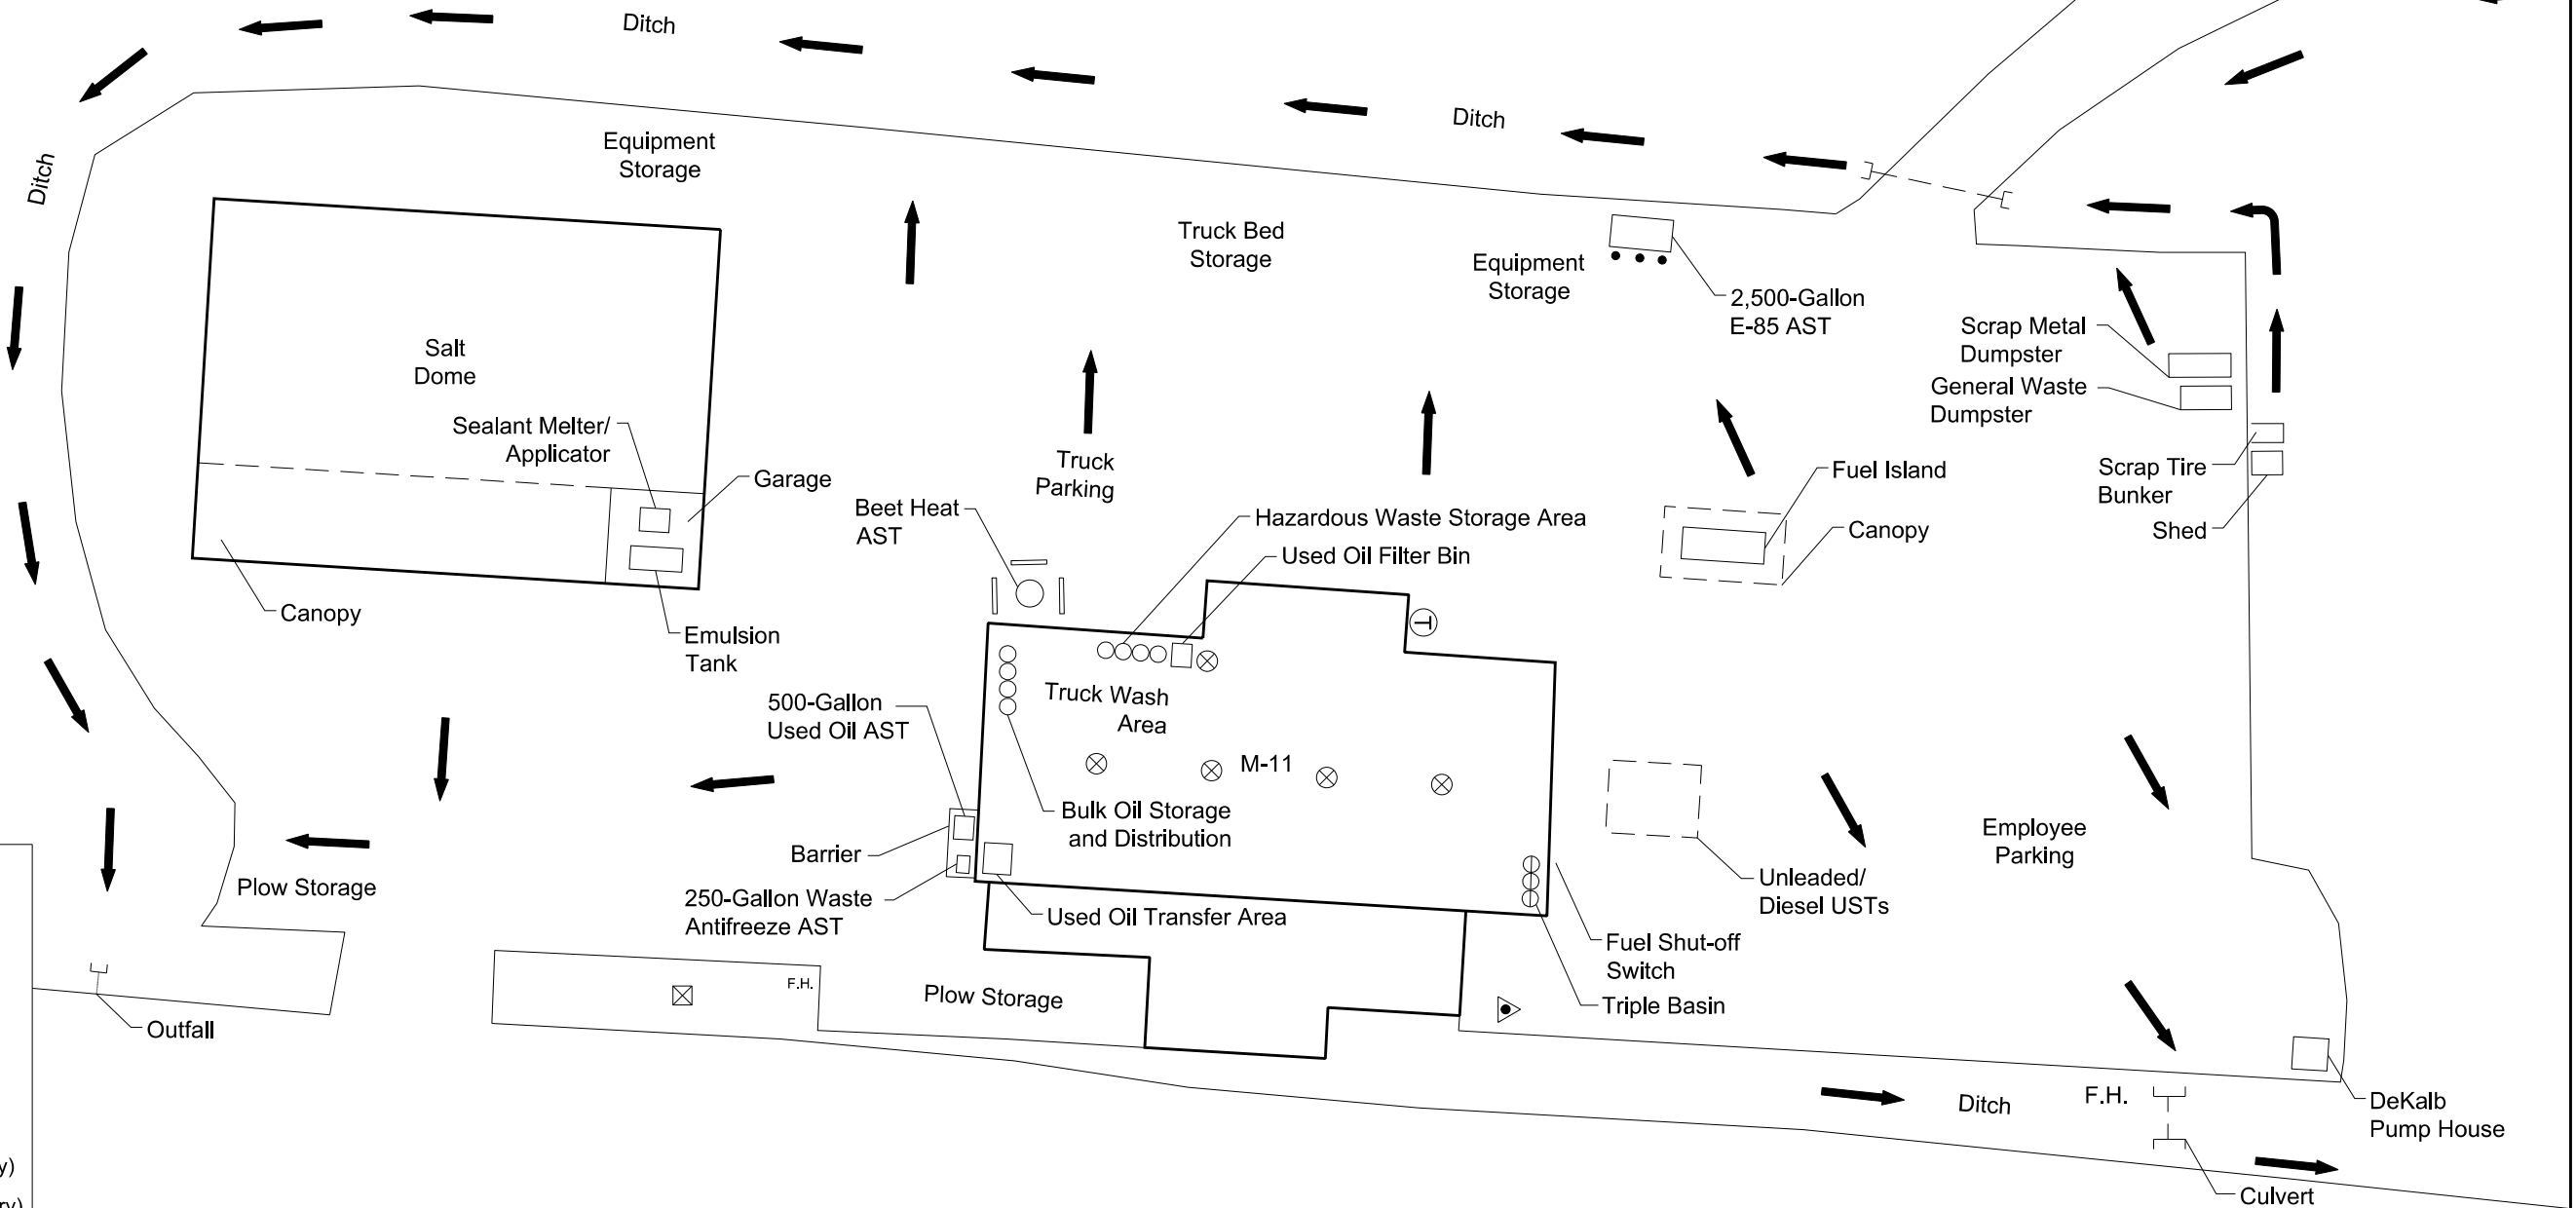 Ditch
Ditch
Ditch
Equipment
Storage
Truck Bed
Storage
Equipment
Storage
2,500-Gallon
E-85 AST
Scrap Metal
Dumpster
General Waste
Dumpster
Salt
Dome
Sealant Melter/
Applicator
Garage
Truck
Parking
Beet Heat
AST
Hazardous Waste Storage Area
Used Oil Filter Bin
Fuel Island
Canopy
Scrap Tire
Bunker
Shed
Canopy
Emulsion
Tank
T
500-Gallon
Used Oil AST
Truck Wash
Area
M-11
Bulk Oil Storage
and Distribution
Barrier
250-Gallon Waste
Antifreeze AST
Used Oil Transfer Area
Employee
Parking
Unleaded/
Diesel USTs
Fuel Shut-off
Switch
Triple Basin
Plow Storage
F.H.
Plow Storage
Outfall
Ditch
F.H.
DeKalb
Pump House
Culvert
y)
ry)